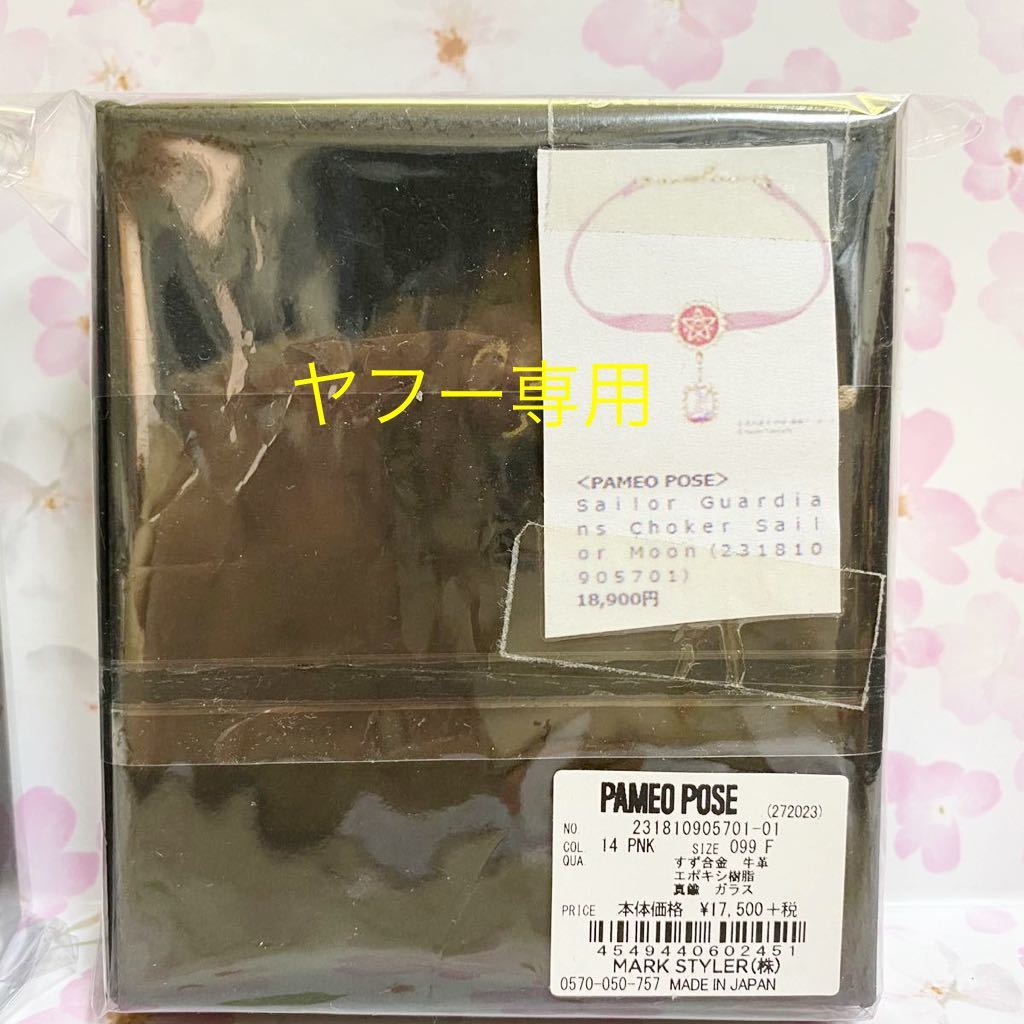 ヤフー専用
<PAMEO POSE>
Sailor Guardia
ns Choker Sail
or Moon(231810
905701)
18,900円
PAMEO POSE (272023)
NO. 231810905701-01
COL 14 PNK SIZE 099 F
QUA. すず合金 牛革
エポキシ樹脂
真鍮 ガラス
PRICE 本体価格 ¥17,500+税
4549440602451
MARK STYLER(株)
0570-050-757 MADE IN JAPAN